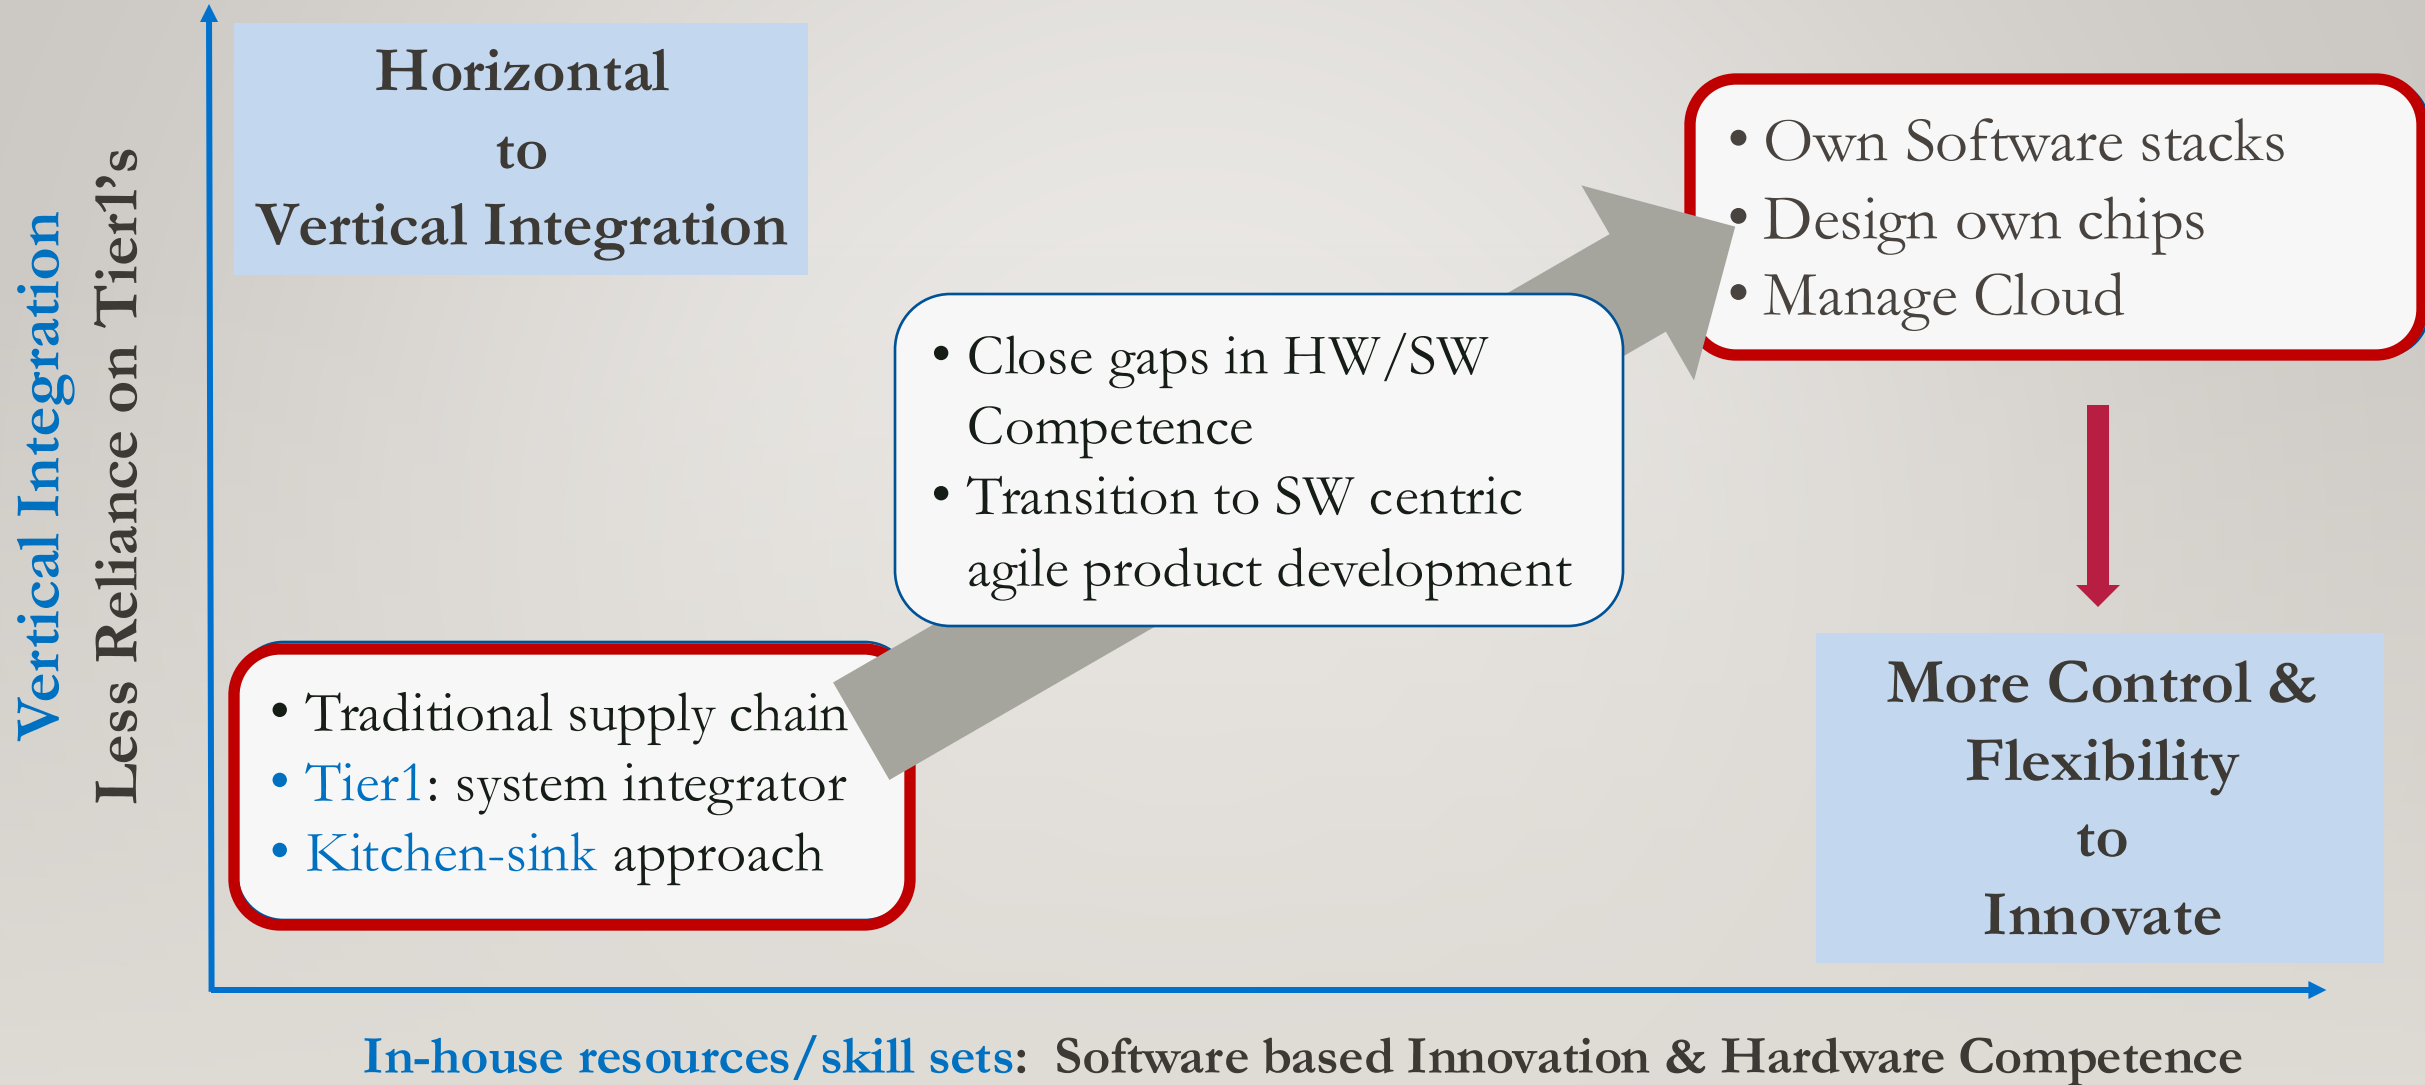 Horizontal
to
Vertical Integration
Vertical Integration
Less Reliance on Tier1's
• Own Software stacks
• Design own chips
• Manage Cloud
• Close gaps in HW/SW
Competence
• Transition to SW centric
agile product development
• Traditional supply chain
• Tier1: system integrator
• Kitchen-sink approach
More Control &
Flexibility
to
Innovate
In-house resources/skill sets: Software based Innovation & Hardware Competence